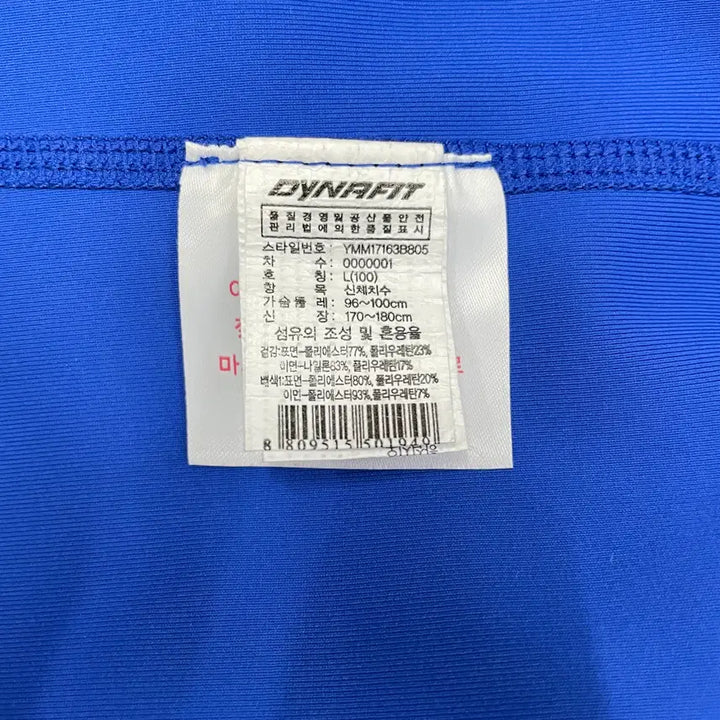 DYNAFIT
품질경영및공산품안전
관리법에의한품질표시
스타일번호: YMM17163B805
차 수: 0000001
호 칭: L(100)
항 목 신체치수
가슴둘레: 96~100cm
신 장: 170~180cm
섬유의 조성 및 혼용율
겉감:표면-폴리에스터77%, 폴리우레탄23%
이면-나일론83%, 폴리우레탄17%
배색1:표면-폴리에스터80%, 폴리우레탄20%
이면-폴리에스터93%, 폴리우레탄7%
마
8 809515 501949